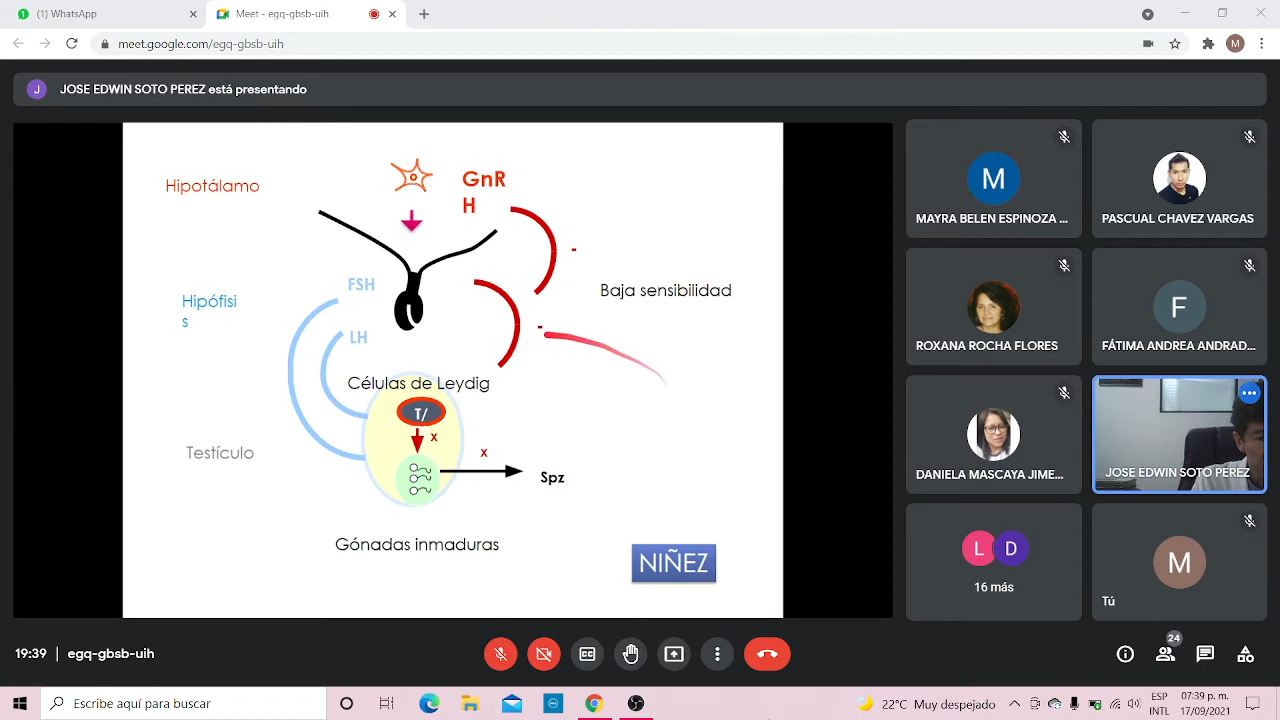 (1) WhatsApp
Meet - egq-gbsb-uih
meet.google.com/egq-gbsb-uih
M
J
JOSE EDWIN SOTO PEREZ está presentando
Hipotálamo
GnR
H
-
Baja sensibilidad
FSH
Hipófisi
s
LH
-
Células de Leydig
T/
x
x
Testículo
Spz
Gónadas inmaduras
NIÑEZ
M
MAYRA BELEN ESPINOZA ...
PASCUAL CHAVEZ VARGAS
ROXANA ROCHA FLORES
F
FÁTIMA ANDREA ANDRAD...
DANIELA MASCAYA JIME...
JOSE EDWIN SOTO PEREZ
L D
16 más
M
Tú
19:39 | egq-gbsb-uih
24
Escribe aquí para buscar
22°C Muy despejado
ESP
INTL
07:39 p. m.
17/09/2021